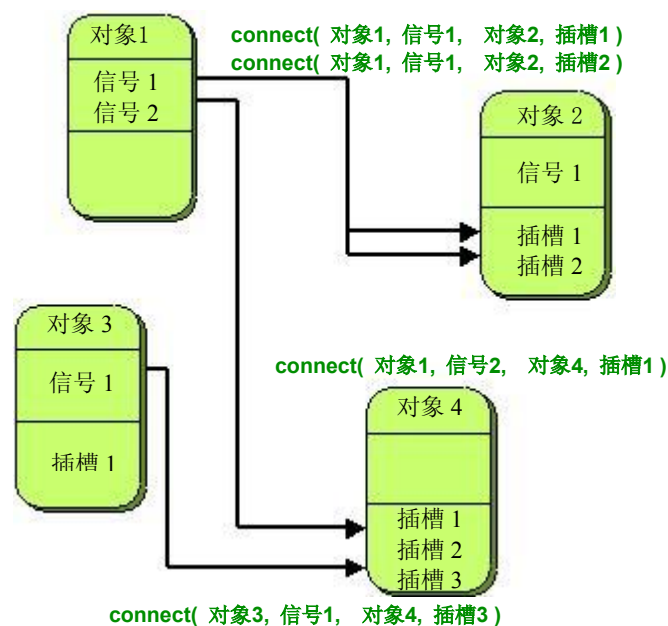 对象1
connect( 对象1, 信号1, 对象2, 插槽1 )
connect( 对象1, 信号1, 对象2, 插槽2 )
信号 1
信号 2
对象 2
信号 1
插槽 1
插槽 2
对象 3
信号 1
插槽 1
connect( 对象1, 信号2, 对象4, 插槽1 )
对象 4
插槽 1
插槽 2
插槽 3
connect( 对象3, 信号1, 对象4, 插槽3 )